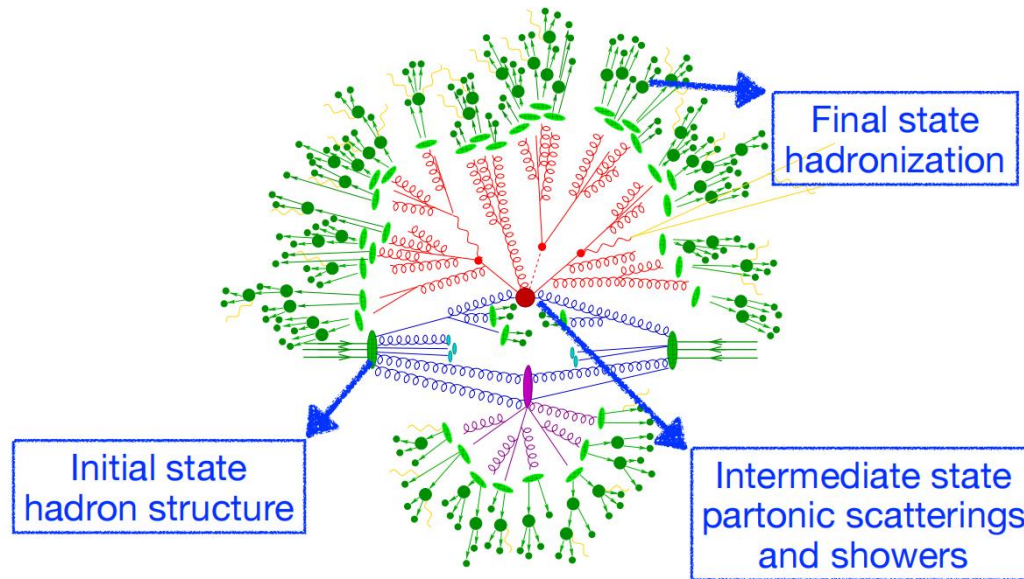 Final state
hadronization
Initial state
hadron structure
Intermediate state
partonic scatterings
and showers